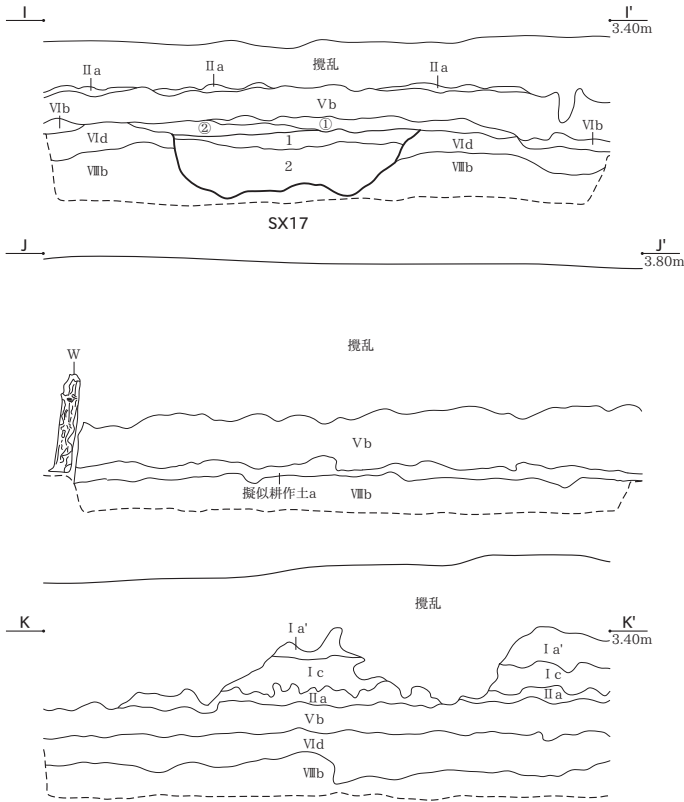 I I'
3.40m
攪乱
Ⅱa Ⅱa Ⅱa
Ⅴb
Ⅵb ② ① Ⅵb
Ⅵd 1 Ⅵd
Ⅷb 2 Ⅷb
SX17
J J'
3.80m
攪乱
W
Ⅴb
擬似耕作土a Ⅷb
攪乱
K K'
3.40m
Ⅰa' Ⅰa'
Ⅰc Ⅰc
Ⅱa Ⅱa
Ⅴb
Ⅵd
Ⅷb